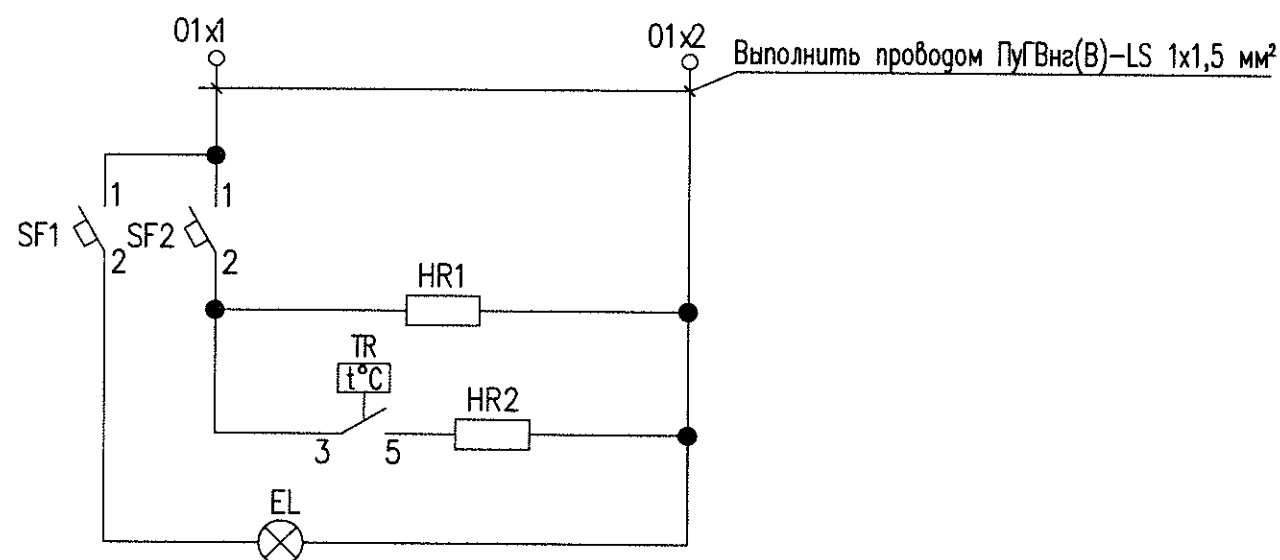 01x1
01x2
Выполнить проводом ПуГВнг(В)-LS 1x1,5 мм²
1
1
SF1
SF2
2
2
HR1
TR
t°C
HR2
3
5
EL